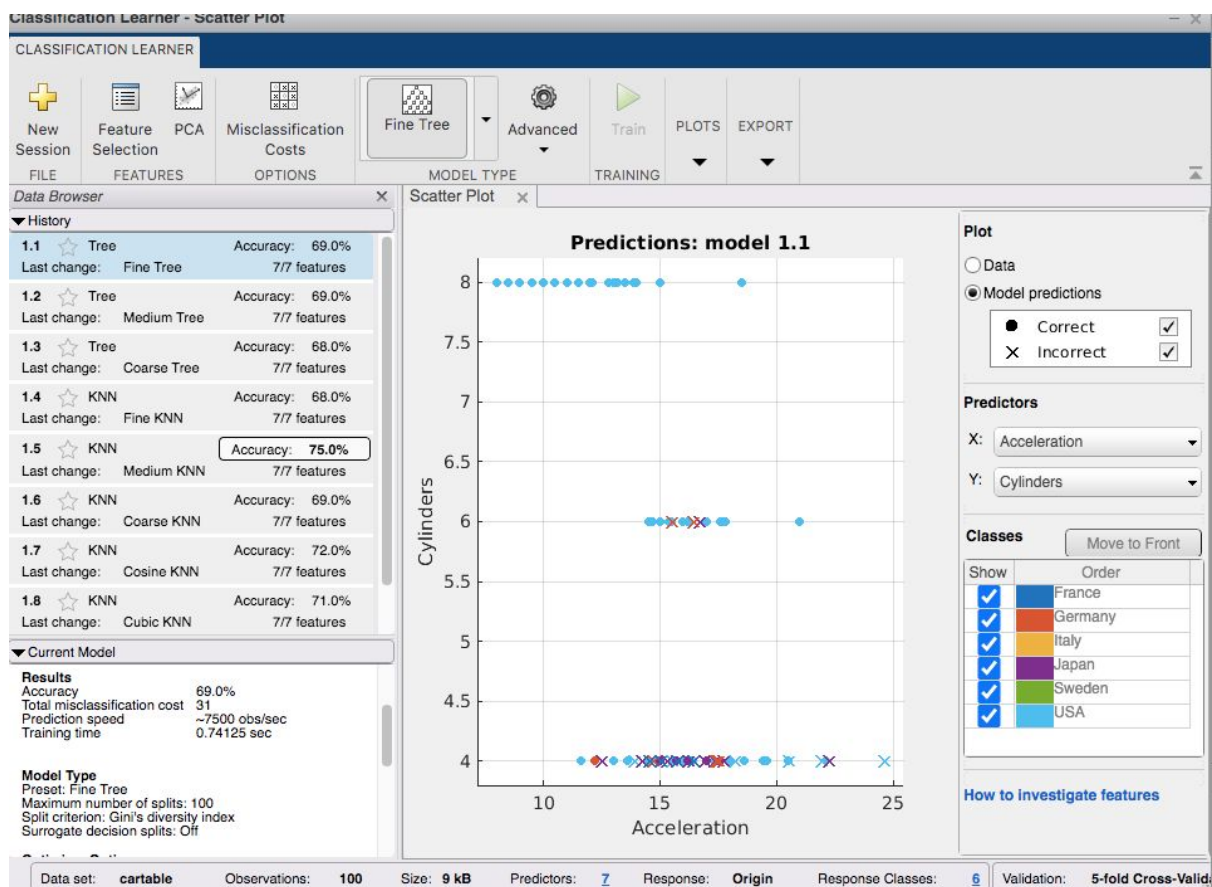 Classification Learner - Scatter Plot
CLASSIFICATION LEARNER
New Session
Feature Selection
PCA
Misclassification Costs
Fine Tree
Advanced
Train
PLOTS
EXPORT
FILE
FEATURES
OPTIONS
MODEL TYPE
TRAINING
Data Browser
History
1.1 Tree Accuracy: 69.0%
Last change: Fine Tree 7/7 features
1.2 Tree Accuracy: 69.0%
Last change: Medium Tree 7/7 features
1.3 Tree Accuracy: 68.0%
Last change: Coarse Tree 7/7 features
1.4 KNN Accuracy: 68.0%
Last change: Fine KNN 7/7 features
1.5 KNN Accuracy: 75.0%
Last change: Medium KNN 7/7 features
1.6 KNN Accuracy: 69.0%
Last change: Coarse KNN 7/7 features
1.7 KNN Accuracy: 72.0%
Last change: Cosine KNN 7/7 features
1.8 KNN Accuracy: 71.0%
Last change: Cubic KNN 7/7 features
Current Model
Results
Accuracy 69.0%
Total misclassification cost 31
Prediction speed ~7500 obs/sec
Training time 0.74125 sec
Model Type
Preset: Fine Tree
Maximum number of splits: 100
Split criterion: Gini's diversity index
Surrogate decision splits: Off
Scatter Plot
Predictions: model 1.1
8
7.5
7
6.5
6
5.5
5
4.5
4
Cylinders
10 15 20 25
Acceleration
Plot
Data
Model predictions
Correct
Incorrect
Predictors
X: Acceleration
Y: Cylinders
Classes
Move to Front
Show Order
France
Germany
Italy
Japan
Sweden
USA
How to investigate features
Data set: cartable Observations: 100 Size: 9 kB Predictors: 7 Response: Origin Response Classes: 6 Validation: 5-fold Cross-Valida